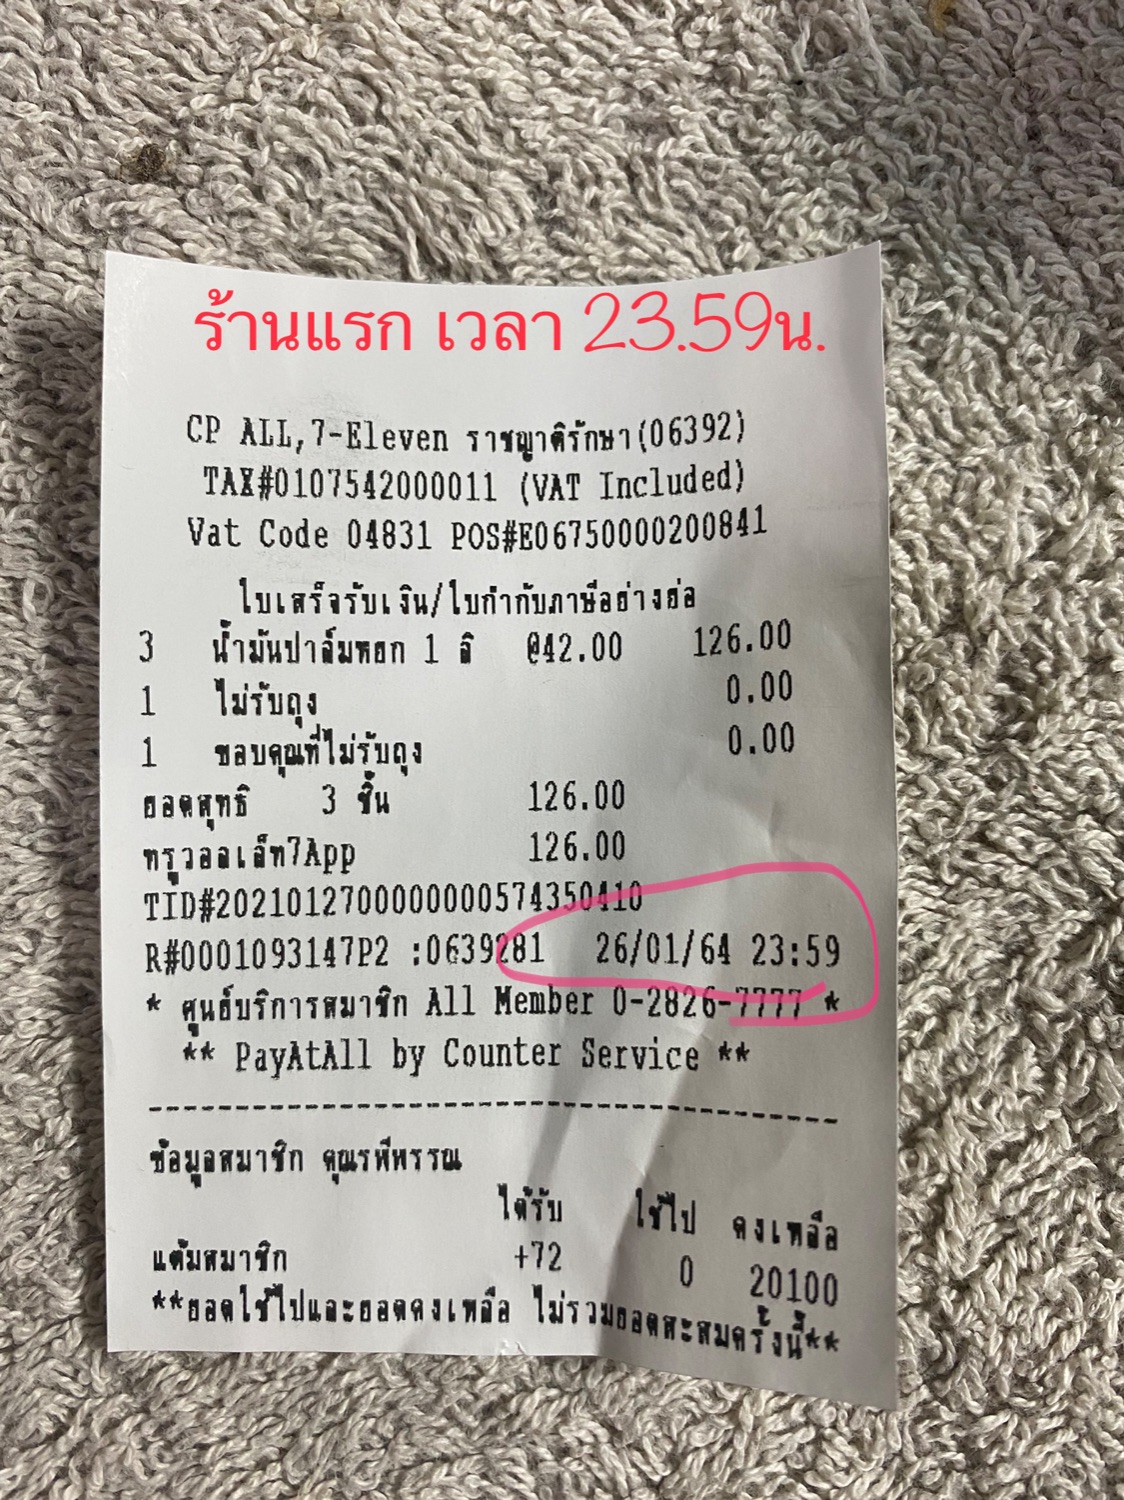 ร้านแรก เวลา 23.59น.
CP ALL,7-Eleven ราชญาติรักษา(06392)
TAX#0107542000011 (VAT Included)
Vat Code 04831 POS#E06750000200841
ใบเสร็จรับเงิน/ใบกำกับภาษีอย่างย่อ
3 น้ำมันปาล์มหยก 1 ลิ @42.00 126.00
1 ไม่รับถุง 0.00
1 ขอบคุณที่ไม่รับถุง 0.00
ยอดสุทธิ 3 ชิ้น 126.00
ทรูวอลเล็ท7App 126.00
TID#2021012700000000574350410
R#0001093147P2 :0639281 26/01/64 23:59
* ศูนย์บริการสมาชิก All Member 0-2826-7777 *
** PayAtAll by Counter Service **
ข้อมูลสมาชิก คุณรพีพรรณ
ได้รับ ใช้ไป คงเหลือ
แต้มสมาชิก +72 0 20100
**ยอดใช้ไปและยอดคงเหลือ ไม่รวมยอดสะสมครั้งนี้**